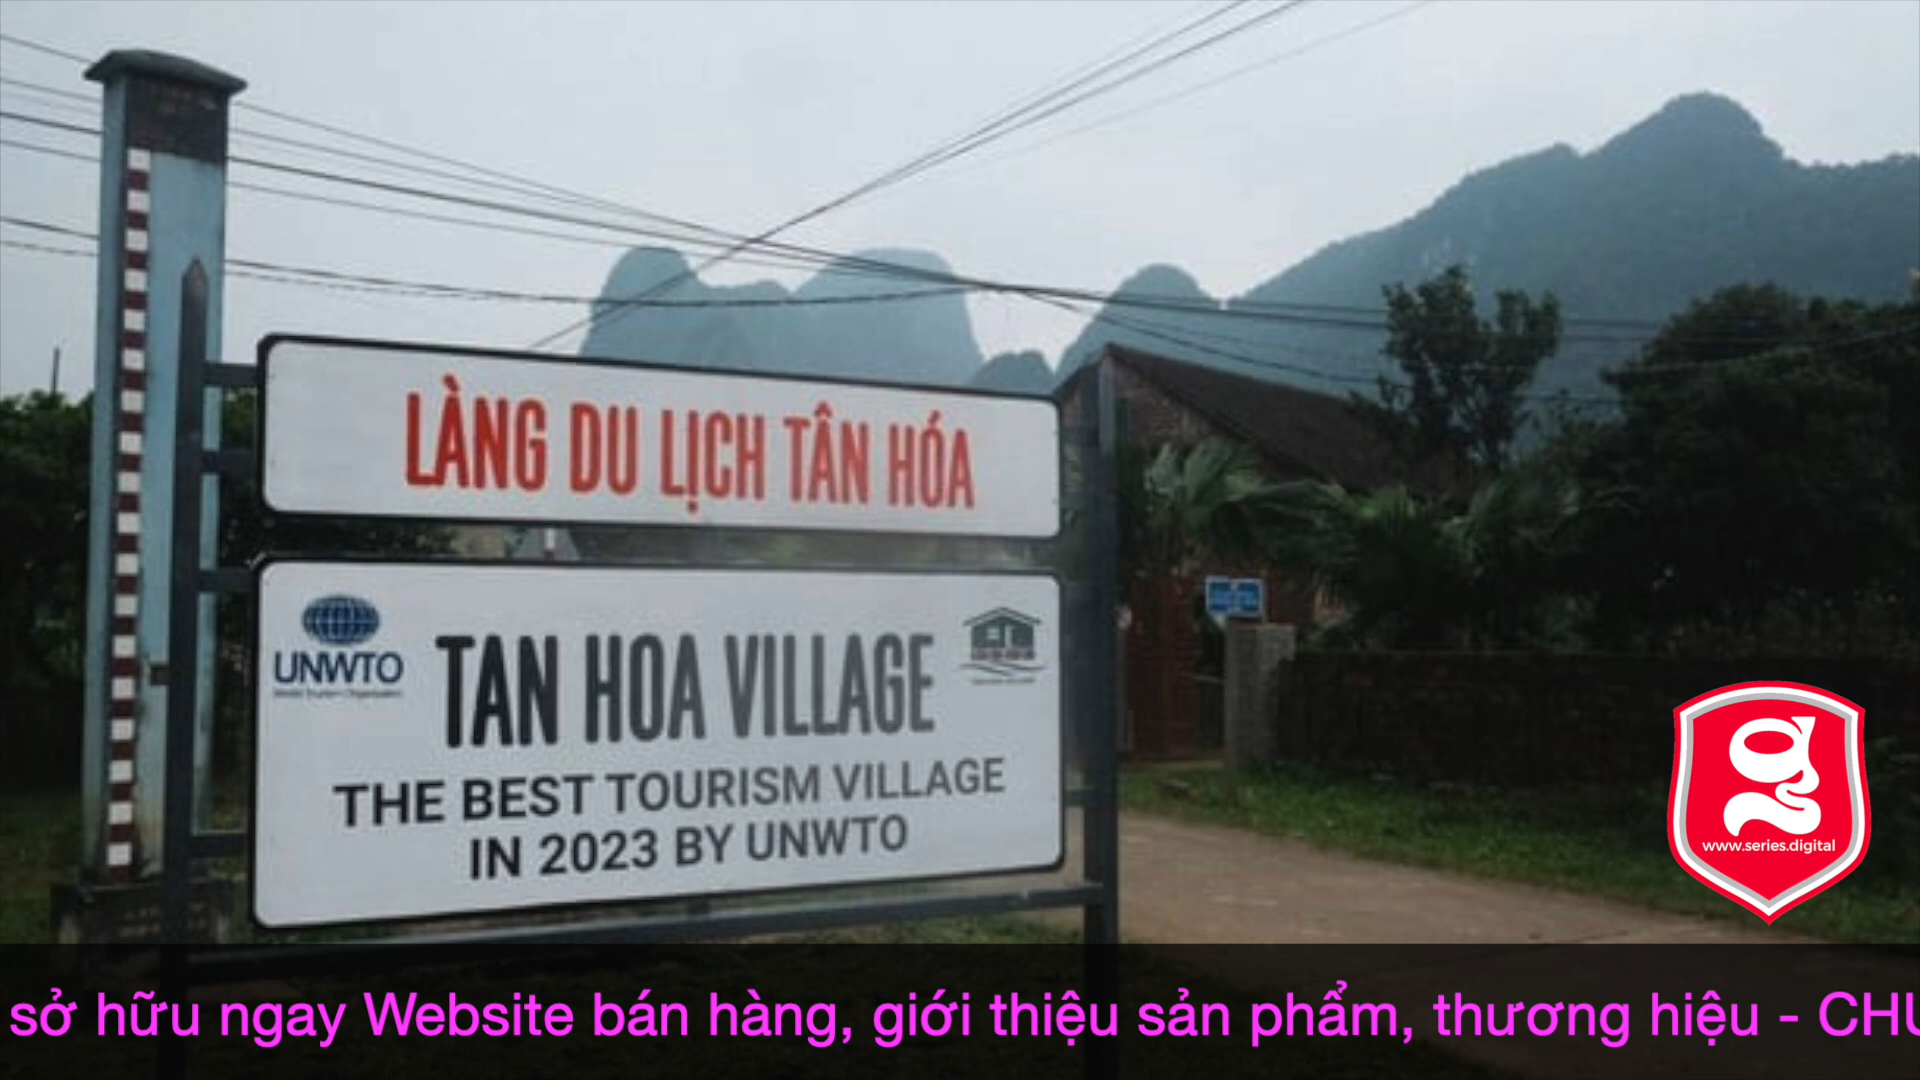 LÀNG DU LỊCH TÂN HÓA
UNWTO
TAN HOA VILLAGE
THE BEST TOURISM VILLAGE
IN 2023 BY UNWTO
www.series.digital
sở hữu ngay Website bán hàng, giới thiệu sản phẩm, thương hiệu - CHU